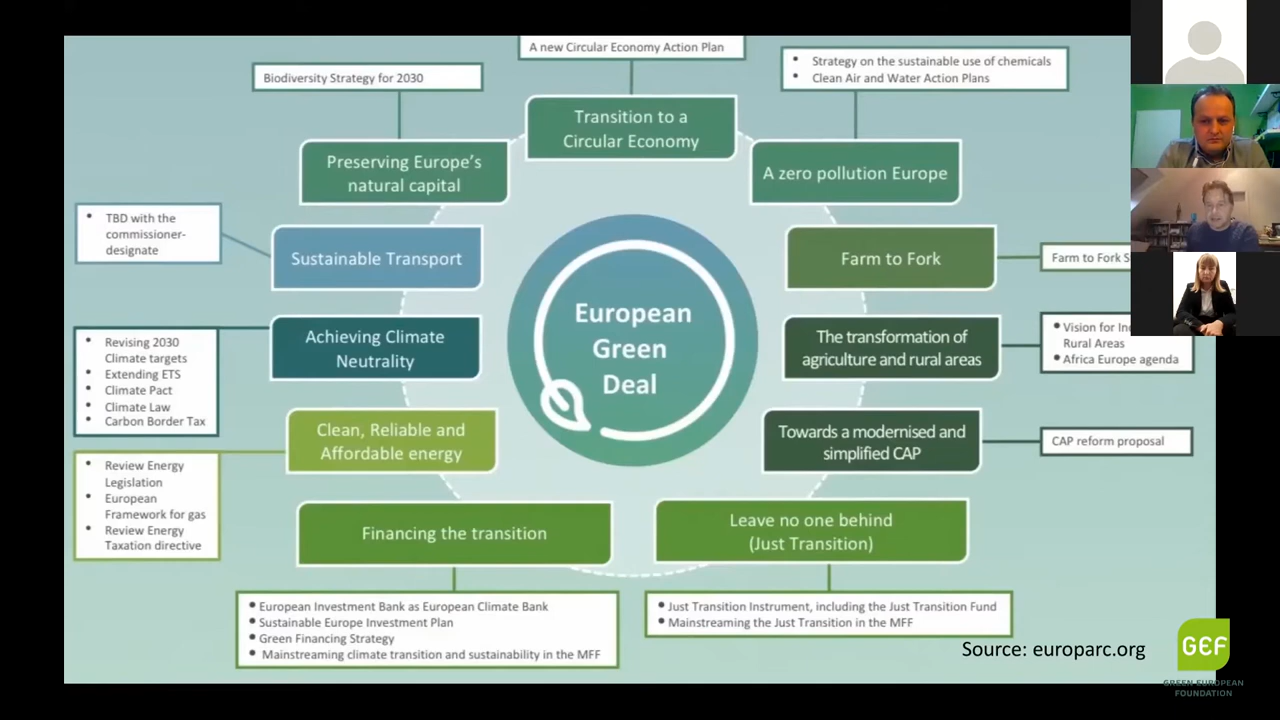 A new Circular Economy Action Plan
Biodiversity Strategy for 2030
• Strategy on the sustainable use of chemicals
• Clean Air and Water Action Plans
Transition to a
Circular Economy
Preserving Europe's
natural capital
A zero pollution Europe
• TBD with the
commissioner-
designate
Sustainable Transport
Farm to Fork
Farm to Fork S
European
Green
Deal
Achieving Climate
Neutrality
The transformation of
agriculture and rural areas
• Revising 2030
Climate targets
• Extending ETS
• Climate Pact
• Climate Law
• Carbon Border Tax
• Vision for
Rural Areas
• Africa Europe agenda
Clean, Reliable and
Affordable energy
Towards a modernised and
simplified CAP
CAP reform proposal
• Review Energy
Legislation
• European
Framework for gas
• Review Energy
Taxation directive
Financing the transition
Leave no one behind
(Just Transition)
• European Investment Bank as European Climate Bank
• Sustainable Europe Investment Plan
• Green Financing Strategy
• Mainstreaming climate transition and sustainability in the MFF
• Just Transition Instrument, including the Just Transition Fund
• Mainstreaming the Just Transition in the MFF
Source: europarc.org
GEF
GREEN EUROPEAN
FOUNDATION